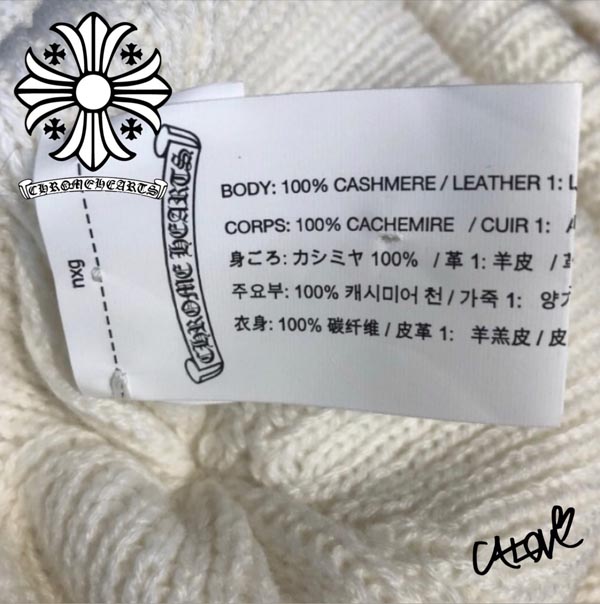 CHROMEHEARTS
CHROME HEARTS
nxg
BODY: 100% CASHMERE / LEATHER 1: L
CORPS: 100% CACHEMIRE / CUIR 1: A
身ごろ: カシミヤ 100% / 革 1: 羊皮 /
주요부: 100% 캐시미어 천 / 가죽 1: 양
衣身: 100% 碳纤维 / 皮革 1: 羊羔皮 / 皮
CALOVE